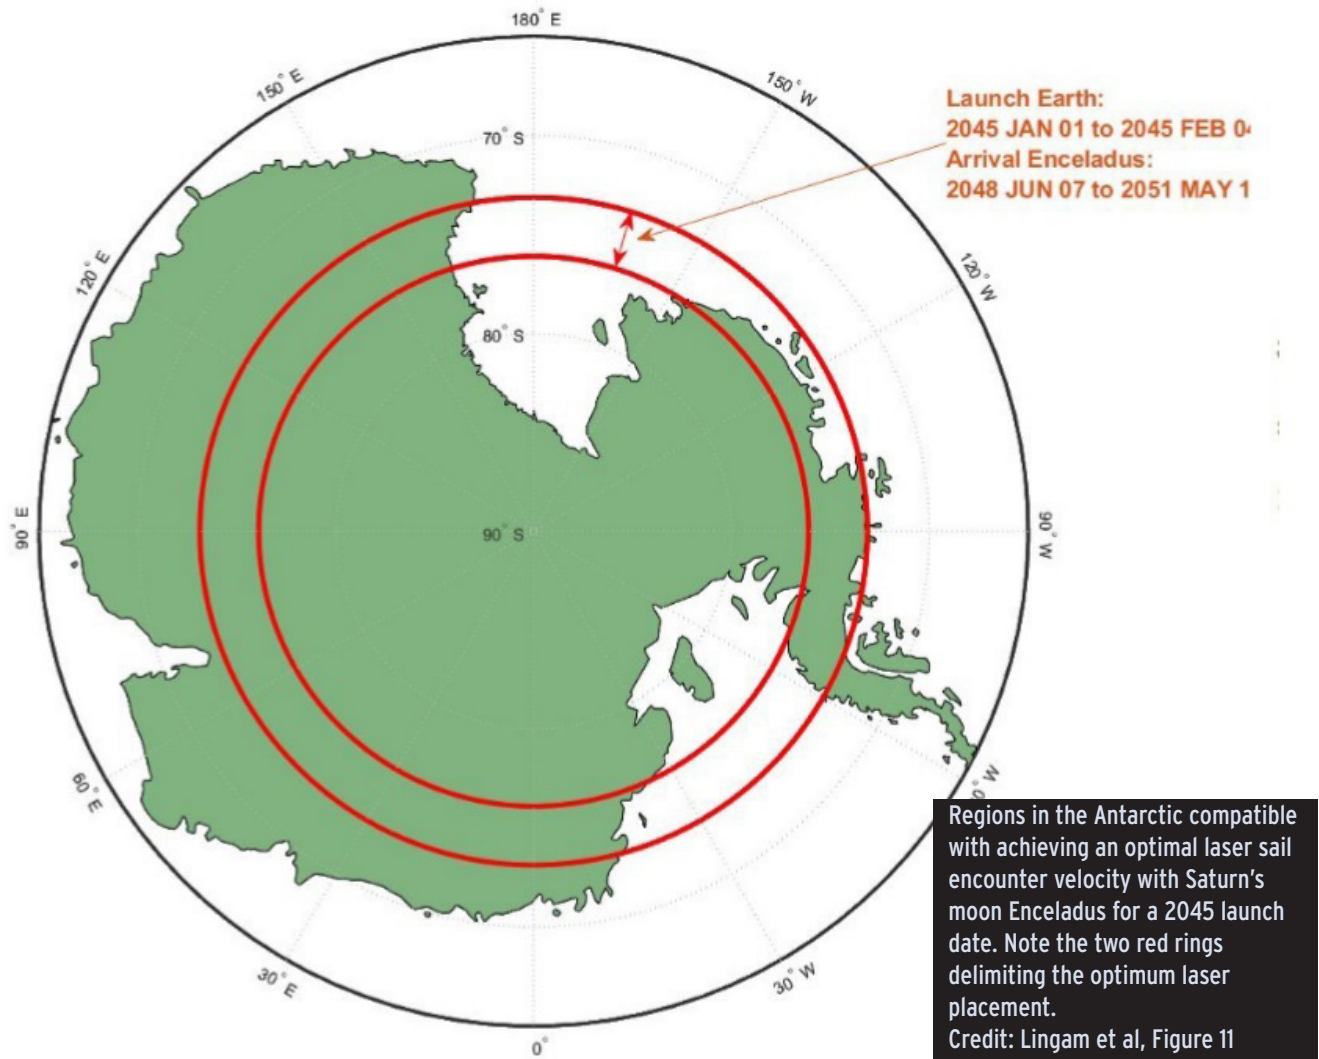 180° E
150° E
150° W
Launch Earth:
2045 JAN 01 to 2045 FEB 04
Arrival Enceladus:
2048 JUN 07 to 2051 MAY 1
70° S
120° E
120° W
80° S
90° E
90° S
90° W
60° E
° W
30° E
30° W
0°
Regions in the Antarctic compatible
with achieving an optimal laser sail
encounter velocity with Saturn's
moon Enceladus for a 2045 launch
date. Note the two red rings
delimiting the optimum laser
placement.
Credit: Lingam et al, Figure 11